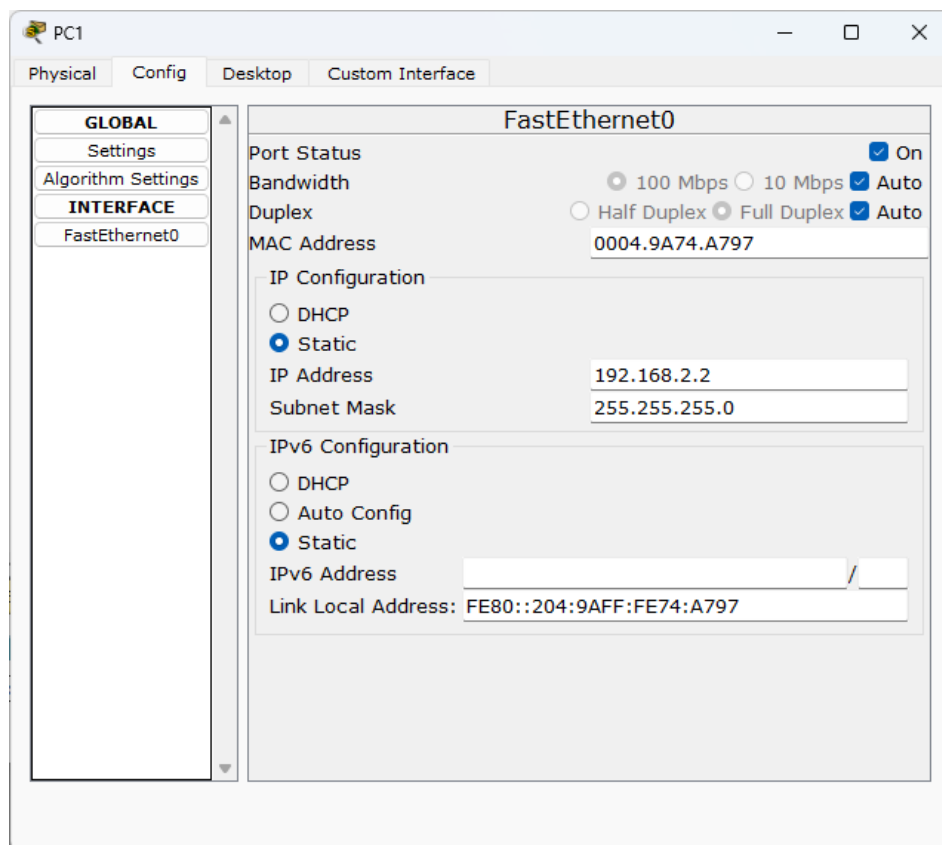 PC1
Physical Config Desktop Custom Interface
GLOBAL
Settings
Algorithm Settings
INTERFACE
FastEthernet0
FastEthernet0
Port Status On
Bandwidth 100 Mbps 10 Mbps Auto
Duplex Half Duplex Full Duplex Auto
MAC Address 0004.9A74.A797
IP Configuration
DHCP
Static
IP Address 192.168.2.2
Subnet Mask 255.255.255.0
IPv6 Configuration
DHCP
Auto Config
Static
IPv6 Address /
Link Local Address: FE80::204:9AFF:FE74:A797